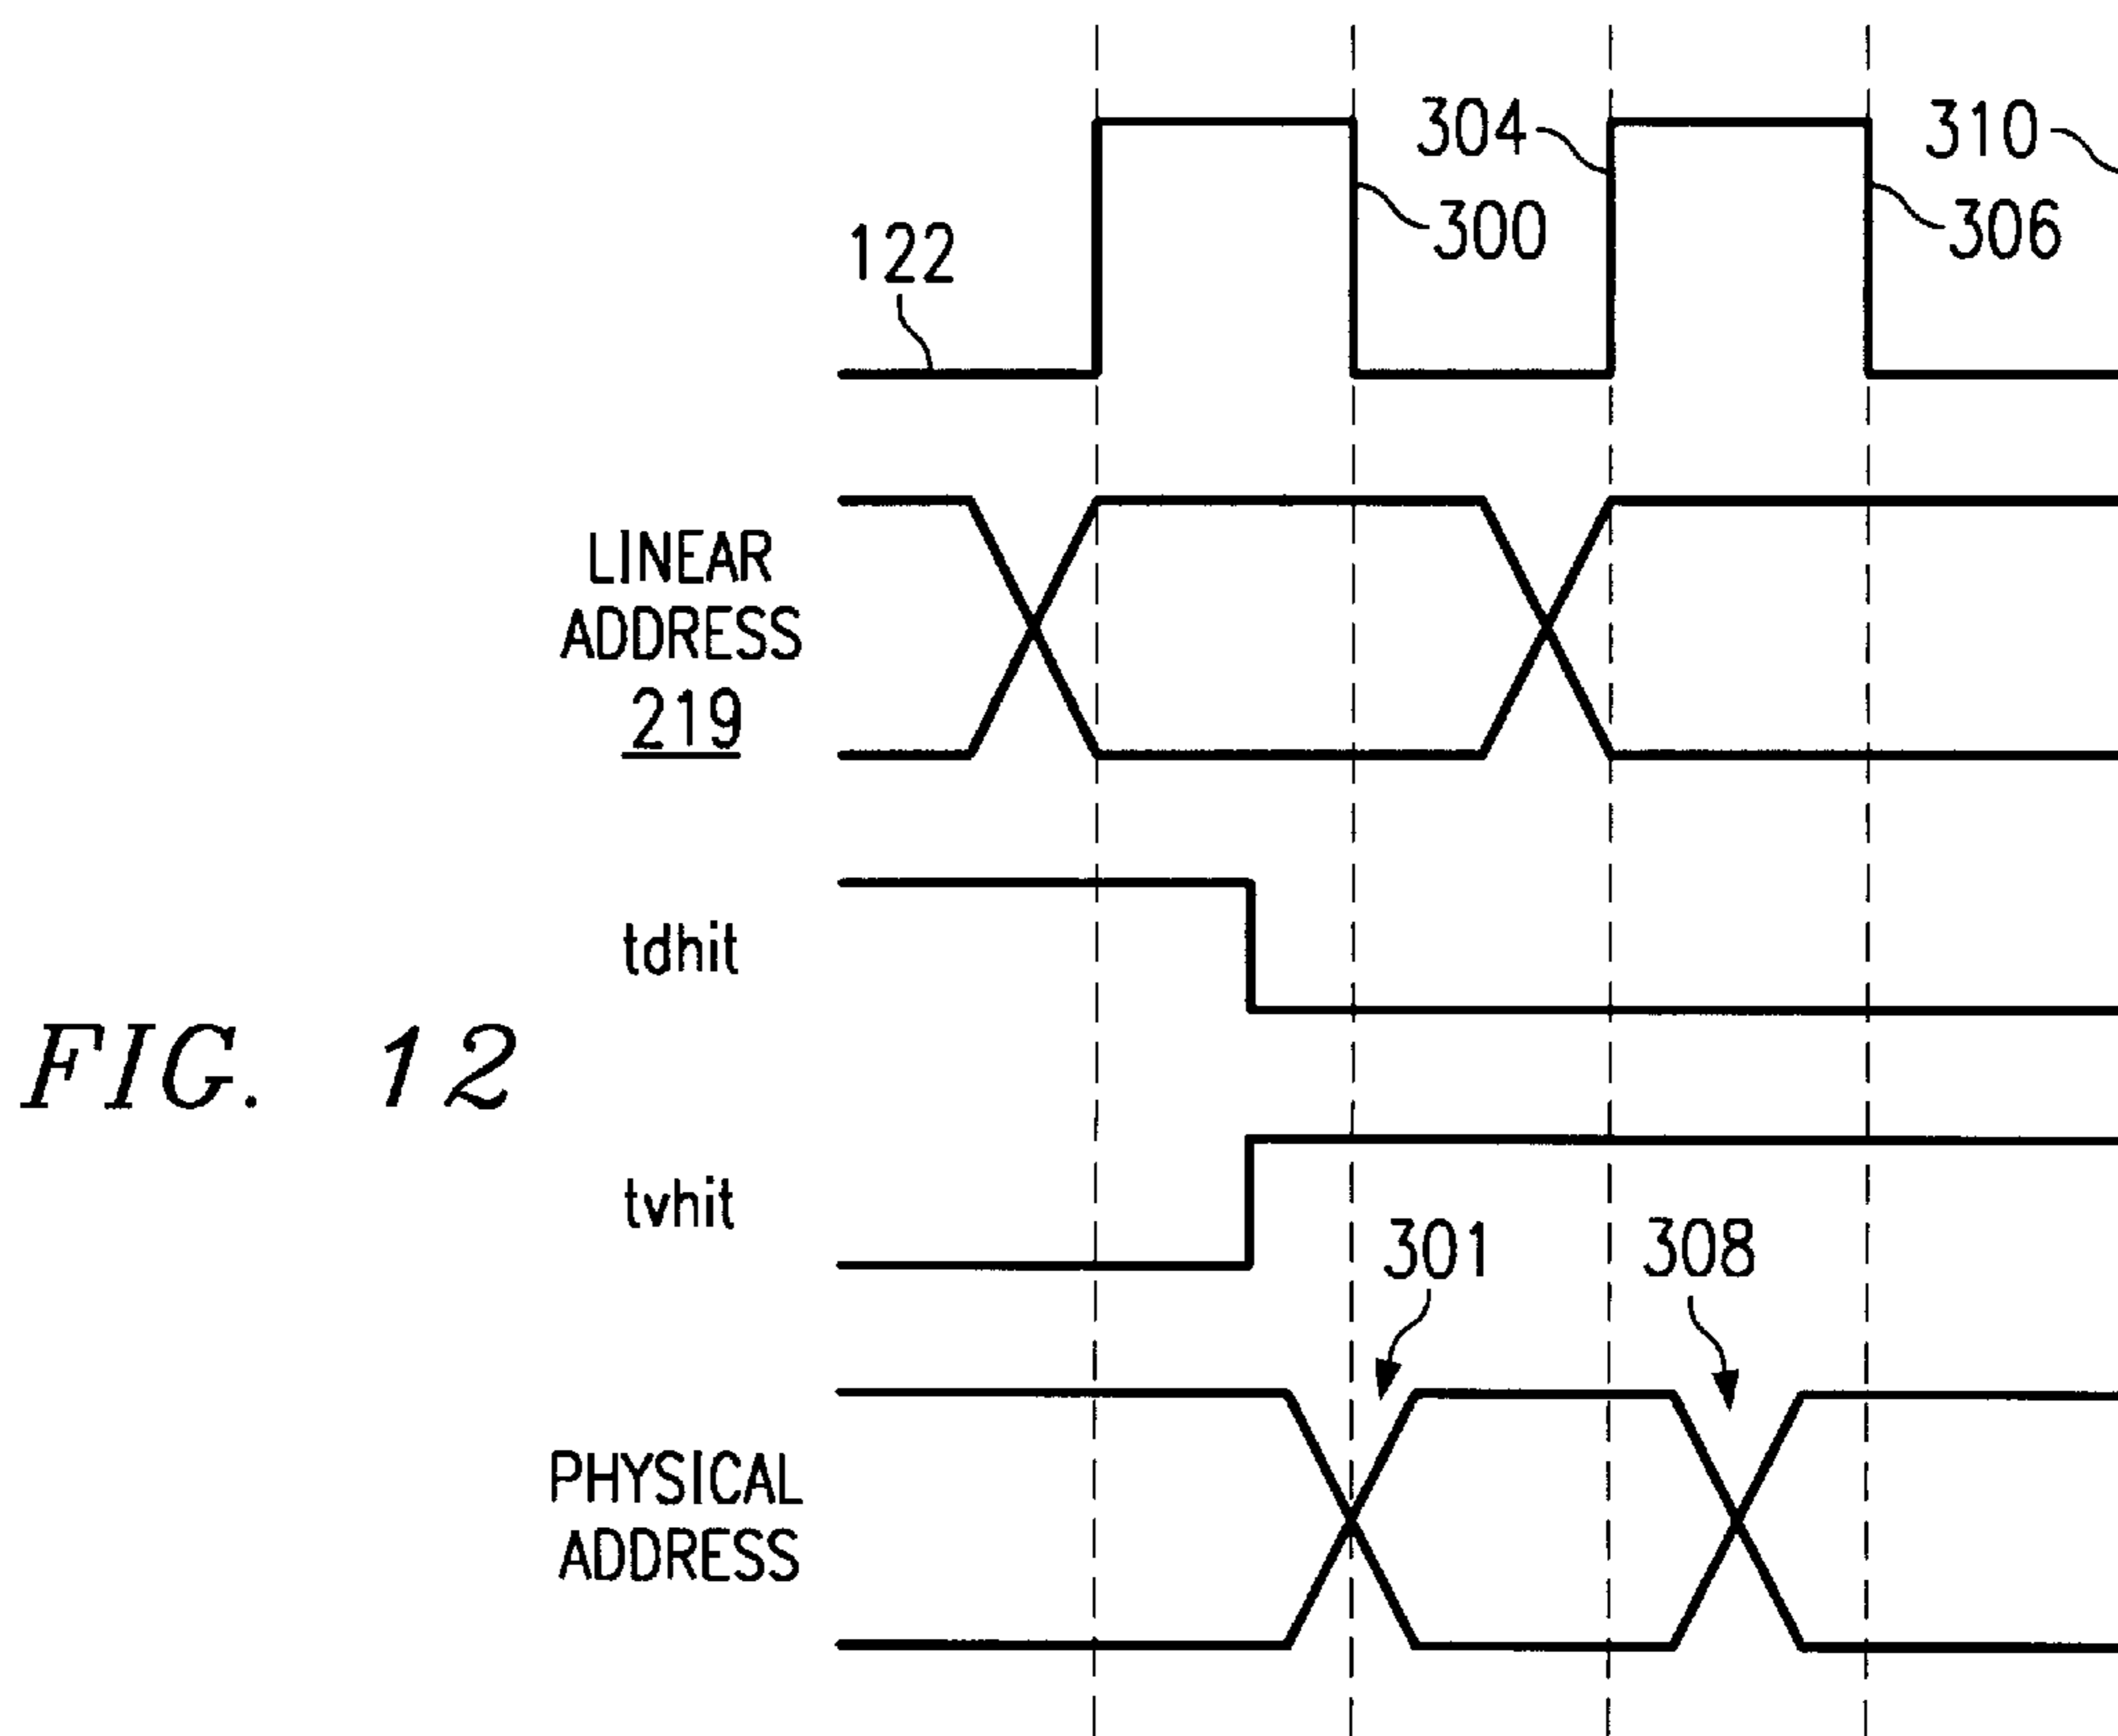 304
310
300
306
122
LINEAR
ADDRESS
219
tdhit
FIG. 12
tvhit
301
308
PHYSICAL
ADDRESS